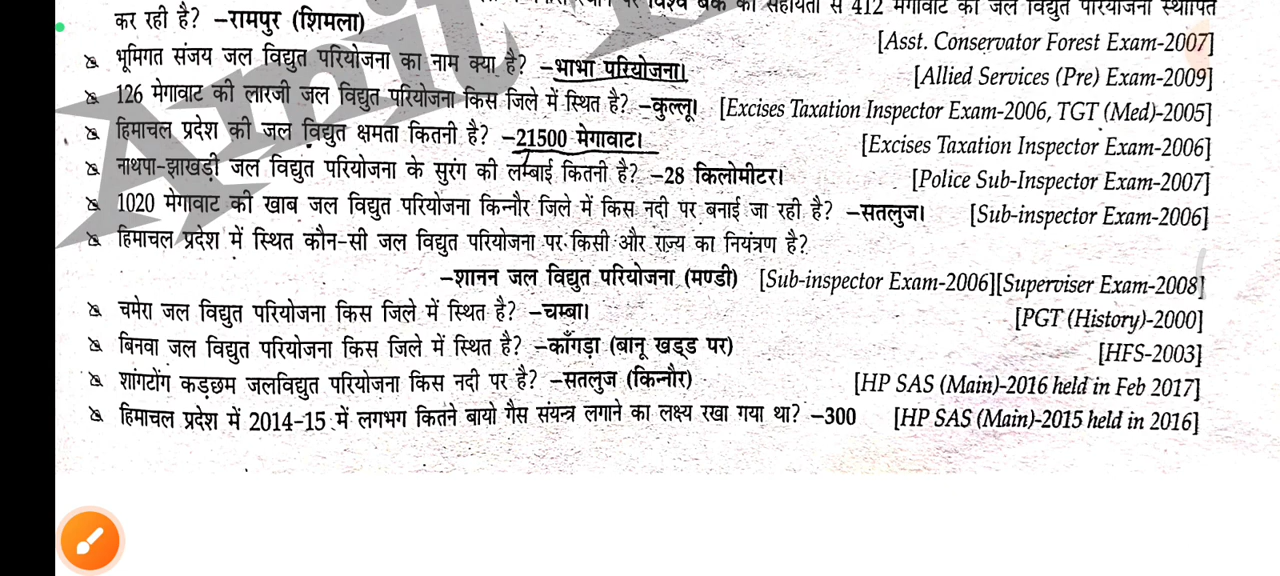 पर विश्व बैंक की सहायता से 412 मेगावाट की जल विद्युत परियोजना स्थापित
कर रही है? –रामपुर (शिमला) [Asst. Conservator Forest Exam-2007]
भूमिगत संजय जल विद्युत परियोजना का नाम क्या है? –भाभा परियोजना। [Allied Services (Pre) Exam-2009]
126 मेगावाट की लारजी जल विद्युत परियोजना किस जिले में स्थित है? –कुल्लू। [Excises Taxation Inspector Exam-2006, TGT (Med)-2005]
हिमाचल प्रदेश की जल विद्युत क्षमता कितनी है? –21500 मेगावाट। [Excises Taxation Inspector Exam-2006]
नाथपा-झाखड़ी जल विद्युत परियोजना के सुरंग की लम्बाई कितनी है? –28 किलोमीटर। [Police Sub-Inspector Exam-2007]
1020 मेगावाट की खाब जल विद्युत परियोजना किन्नौर जिले में किस नदी पर बनाई जा रही है? –सतलुज। [Sub-inspector Exam-2006]
हिमाचल प्रदेश में स्थित कौन-सी जल विद्युत परियोजना पर किसी और राज्य का नियंत्रण है?
–शानन जल विद्युत परियोजना (मण्डी) [Sub-inspector Exam-2006][Superviser Exam-2008]
चमेरा जल विद्युत परियोजना किस जिले में स्थित है? –चम्बा। [PGT (History)-2000]
बिनवा जल विद्युत परियोजना किस जिले में स्थित है? –काँगड़ा (बानू खड्ड पर) [HFS-2003]
शांगटोंग कड़छम जलविद्युत परियोजना किस नदी पर है? –सतलुज (किन्नौर) [HP SAS (Main)-2016 held in Feb 2017]
हिमाचल प्रदेश में 2014-15 में लगभग कितने बायो गैस संयन्त्र लगाने का लक्ष्य रखा गया था? –300 [HP SAS (Main)-2015 held in 2016]
Amit